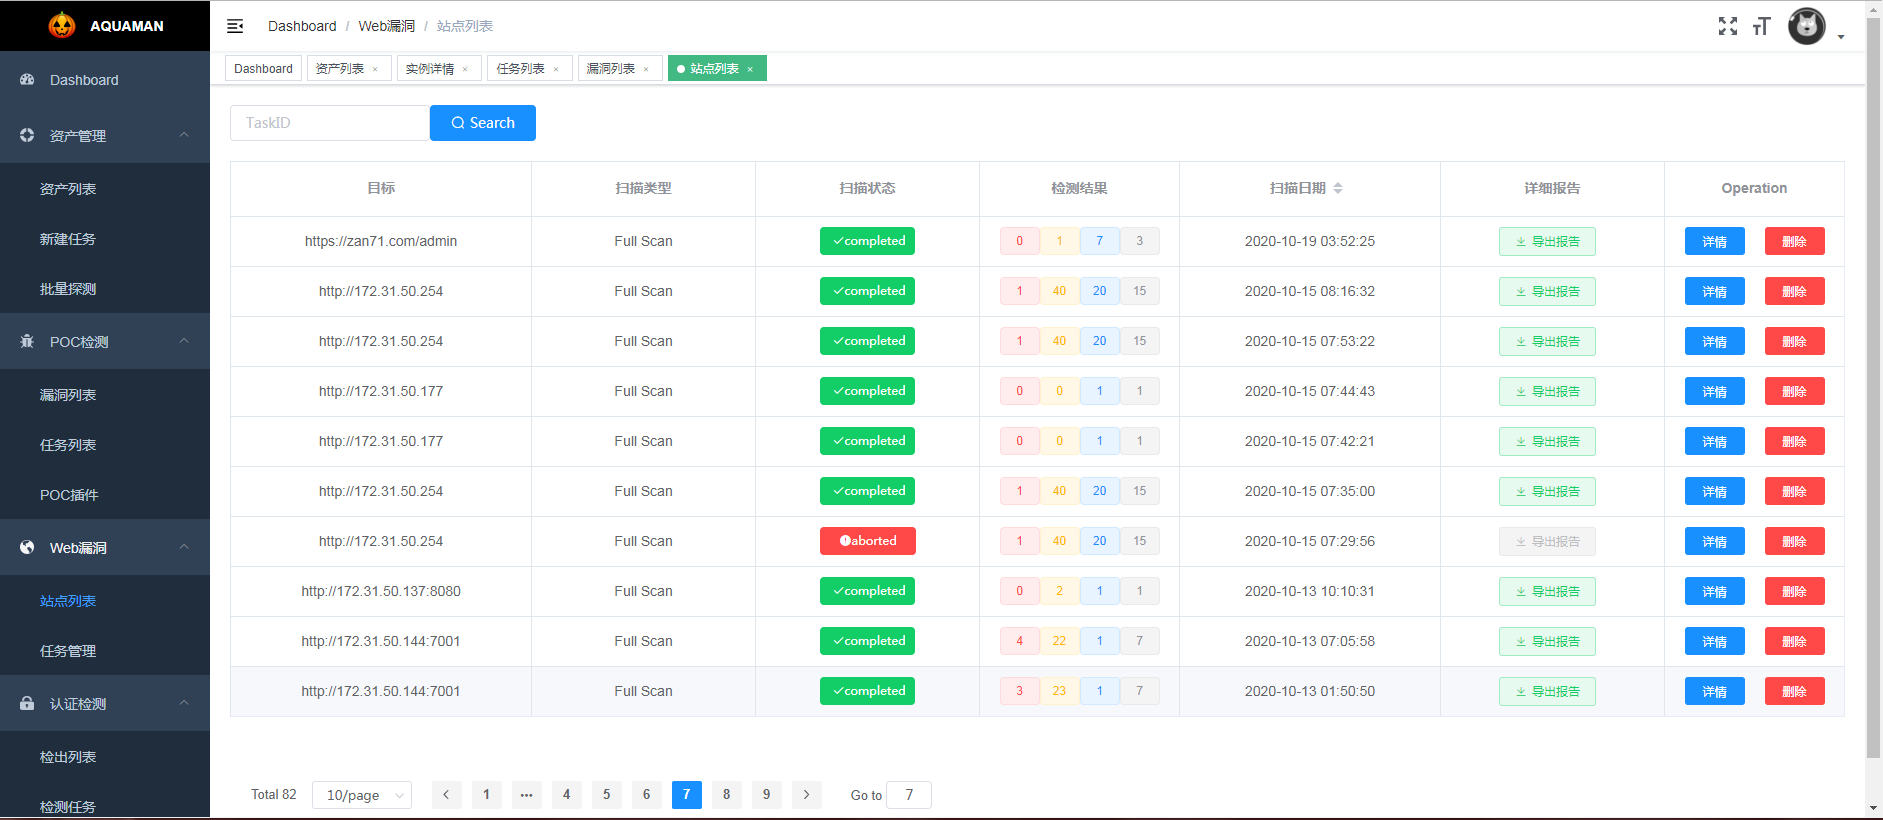 AQUAMAN
Dashboard
资产管理
资产列表
新建任务
批量探测
POC检测
漏洞列表
任务列表
POC插件
Web漏洞
站点列表
任务管理
认证检测
检出列表
检测任务
Dashboard / Web漏洞 / 站点列表
Dashboard 资产列表 × 实例详情 × 任务列表 × 漏洞列表 × 站点列表 ×
TaskID Search
目标 扫描类型 扫描状态 检测结果 扫描日期 详细报告 Operation
https://zan71.com/admin Full Scan completed 0 1 7 3 2020-10-19 03:52:25 导出报告 详情 删除
http://172.31.50.254 Full Scan completed 1 40 20 15 2020-10-15 08:16:32 导出报告 详情 删除
http://172.31.50.254 Full Scan completed 1 40 20 15 2020-10-15 07:53:22 导出报告 详情 删除
http://172.31.50.177 Full Scan completed 0 0 1 1 2020-10-15 07:44:43 导出报告 详情 删除
http://172.31.50.177 Full Scan completed 0 0 1 1 2020-10-15 07:42:21 导出报告 详情 删除
http://172.31.50.254 Full Scan completed 1 40 20 15 2020-10-15 07:35:00 导出报告 详情 删除
http://172.31.50.254 Full Scan aborted 1 40 20 15 2020-10-15 07:29:56 导出报告 详情 删除
http://172.31.50.137:8080 Full Scan completed 0 2 1 1 2020-10-13 10:10:31 导出报告 详情 删除
http://172.31.50.144:7001 Full Scan completed 4 22 1 7 2020-10-13 07:05:58 导出报告 详情 删除
http://172.31.50.144:7001 Full Scan completed 3 23 1 7 2020-10-13 01:50:50 导出报告 详情 删除
Total 82 10/page 1 ••• 4 5 6 7 8 9 Go to 7